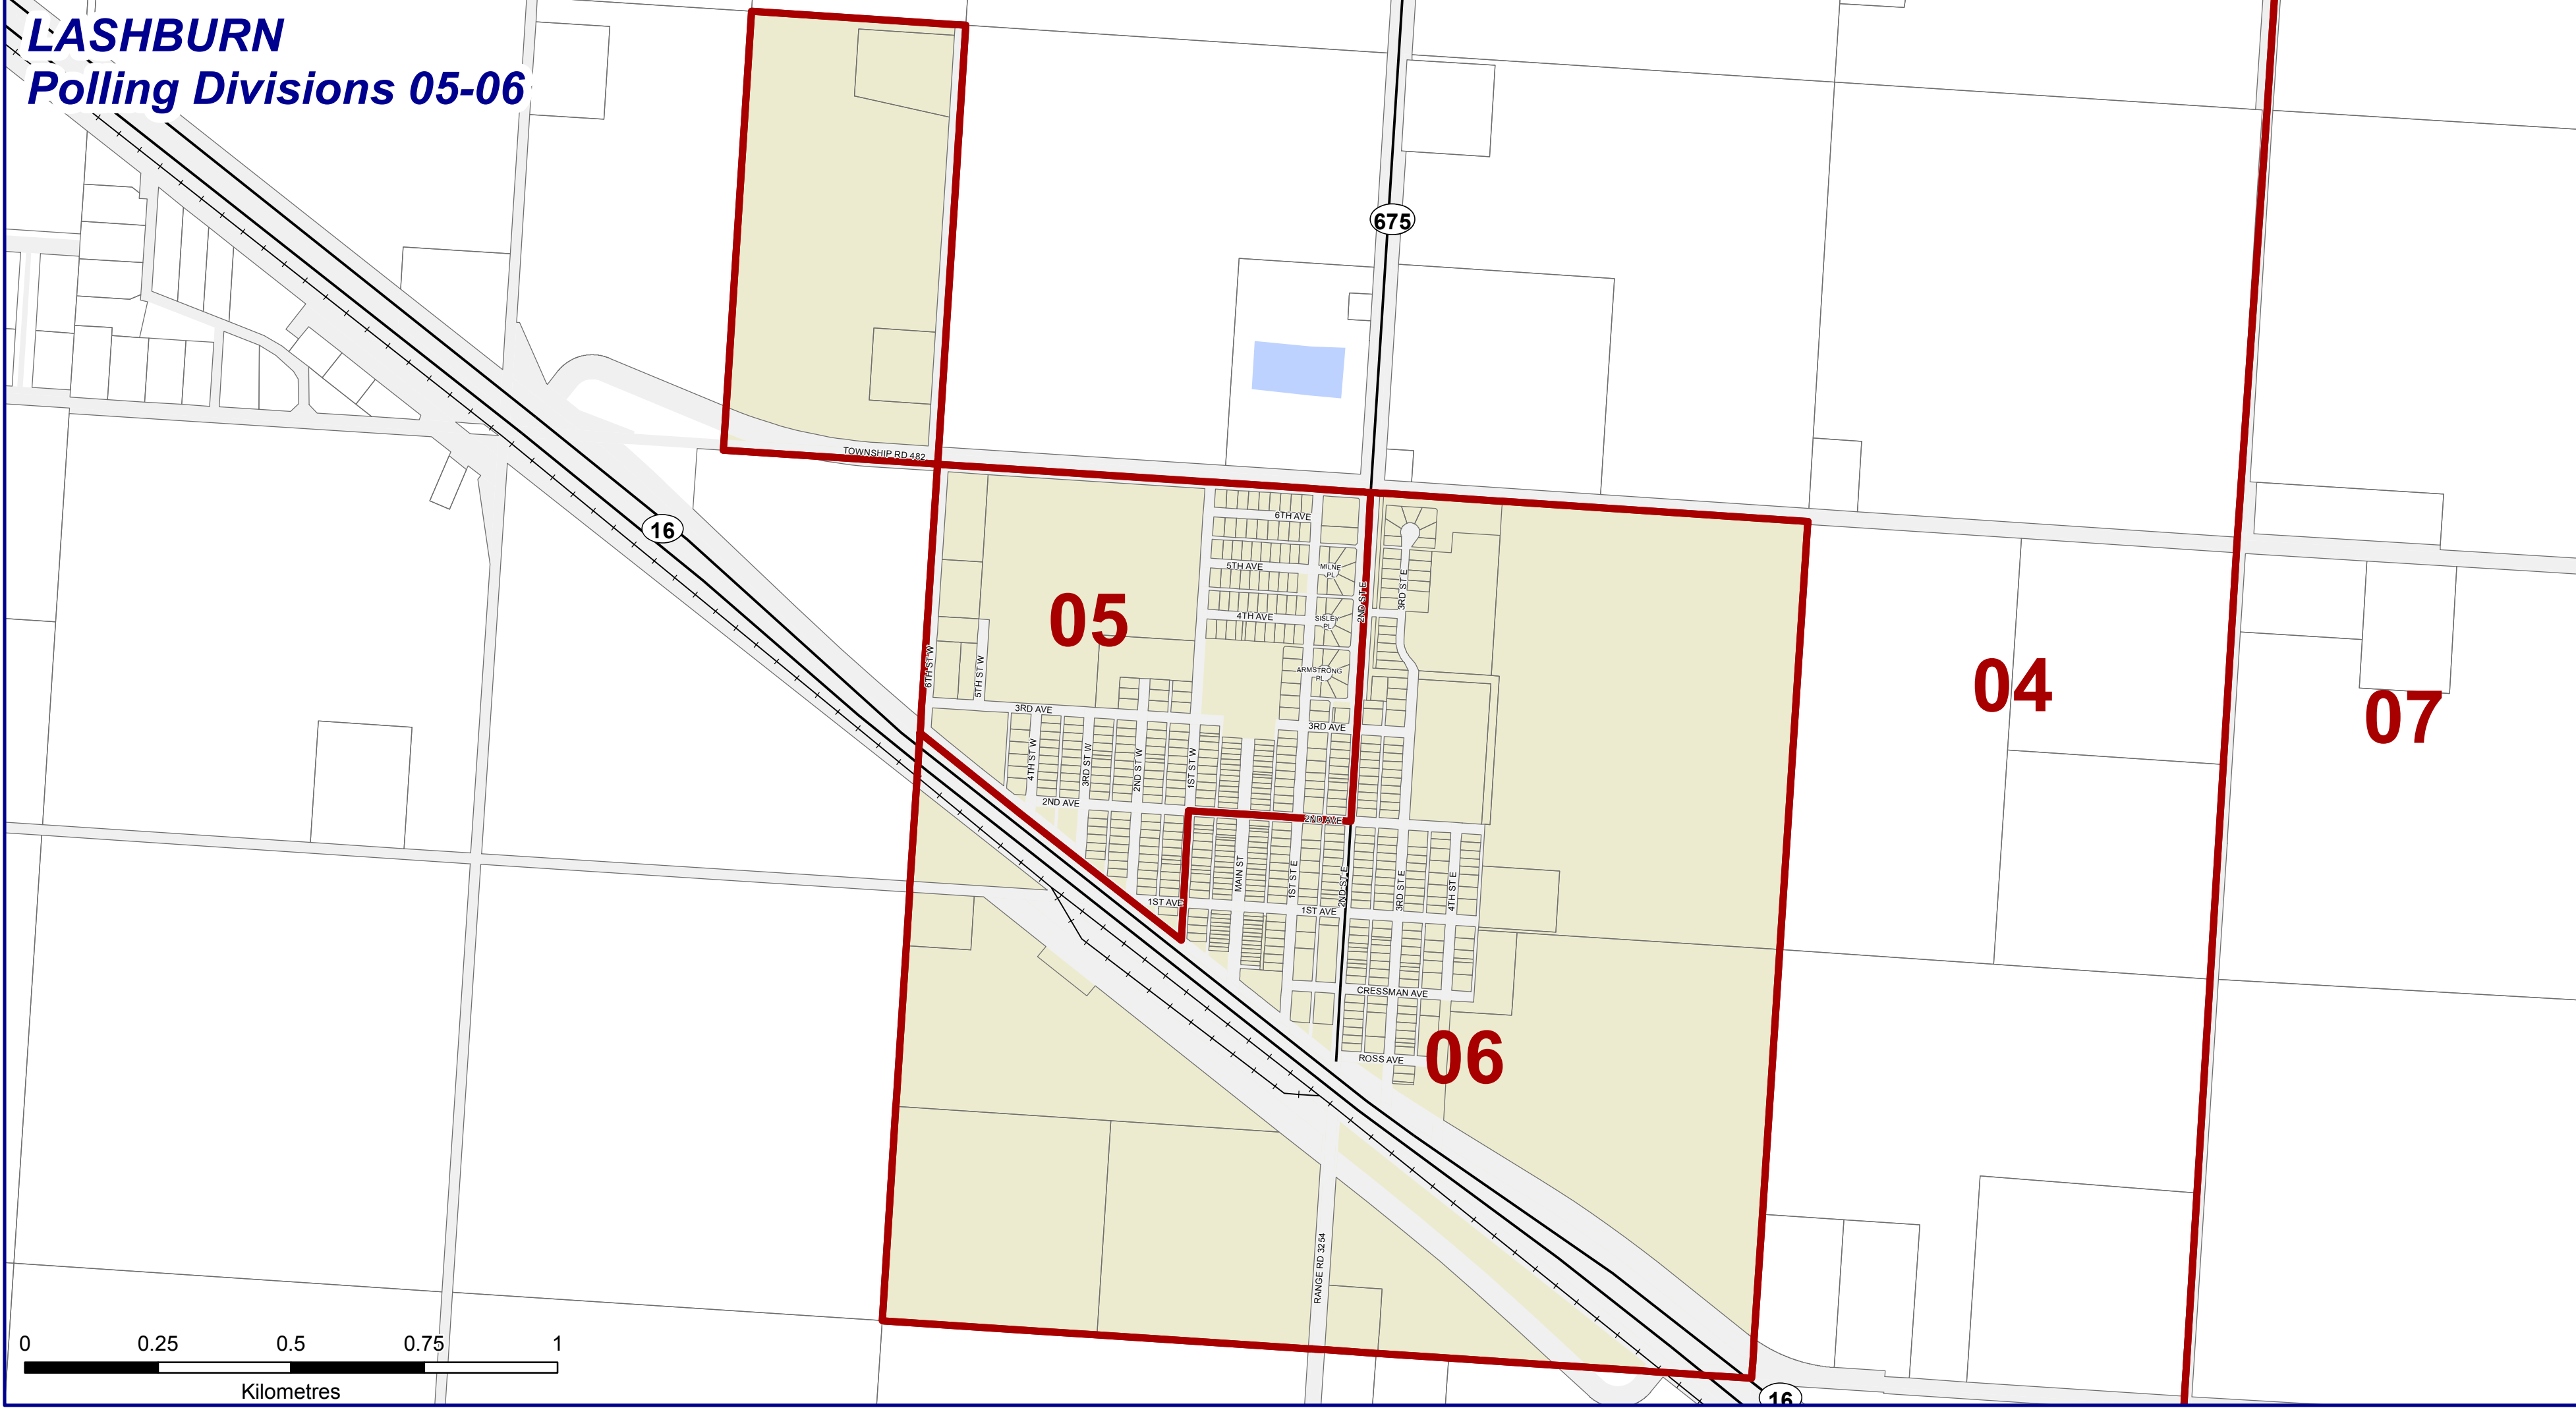 LASHBURN
Polling Divisions 05-06
675
TOWNSHIP RD 482
16
6TH AVE
5TH AVE
MILNE
PL
2ND ST E
3RD ST E
4TH AVE
SISLEY
PL
05
04
07
6TH ST W
5TH ST W
ARMSTRONG
PL
3RD AVE
3RD AVE
4TH ST W
3RD ST W
2ND ST W
1ST ST W
2ND AVE
2ND AVE
MAIN ST
1ST ST E
2ND ST E
3RD ST E
4TH ST E
1ST AVE
1ST AVE
CRESSMAN AVE
ROSS AVE
06
RANGE RD 3254
0 0.25 0.5 0.75 1
Kilometres
16